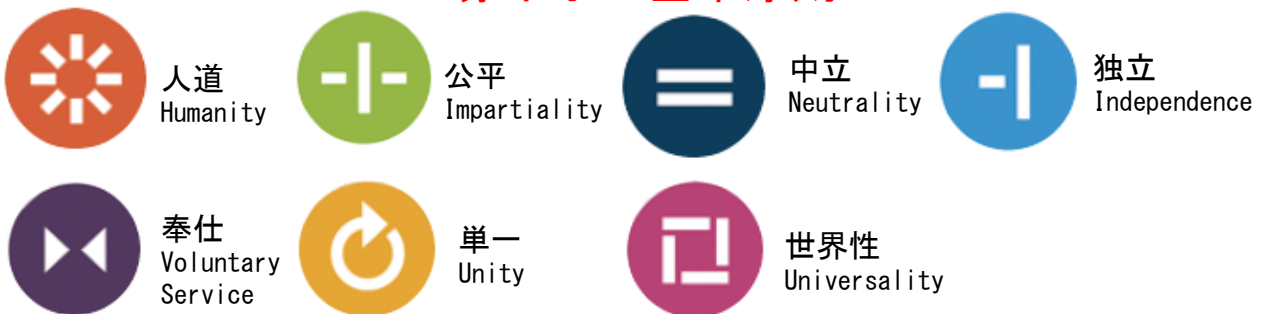 人道
Humanity
公平
Impartiality
中立
Neutrality
独立
Independence
奉仕
Voluntary
Service
単一
Unity
世界性
Universality